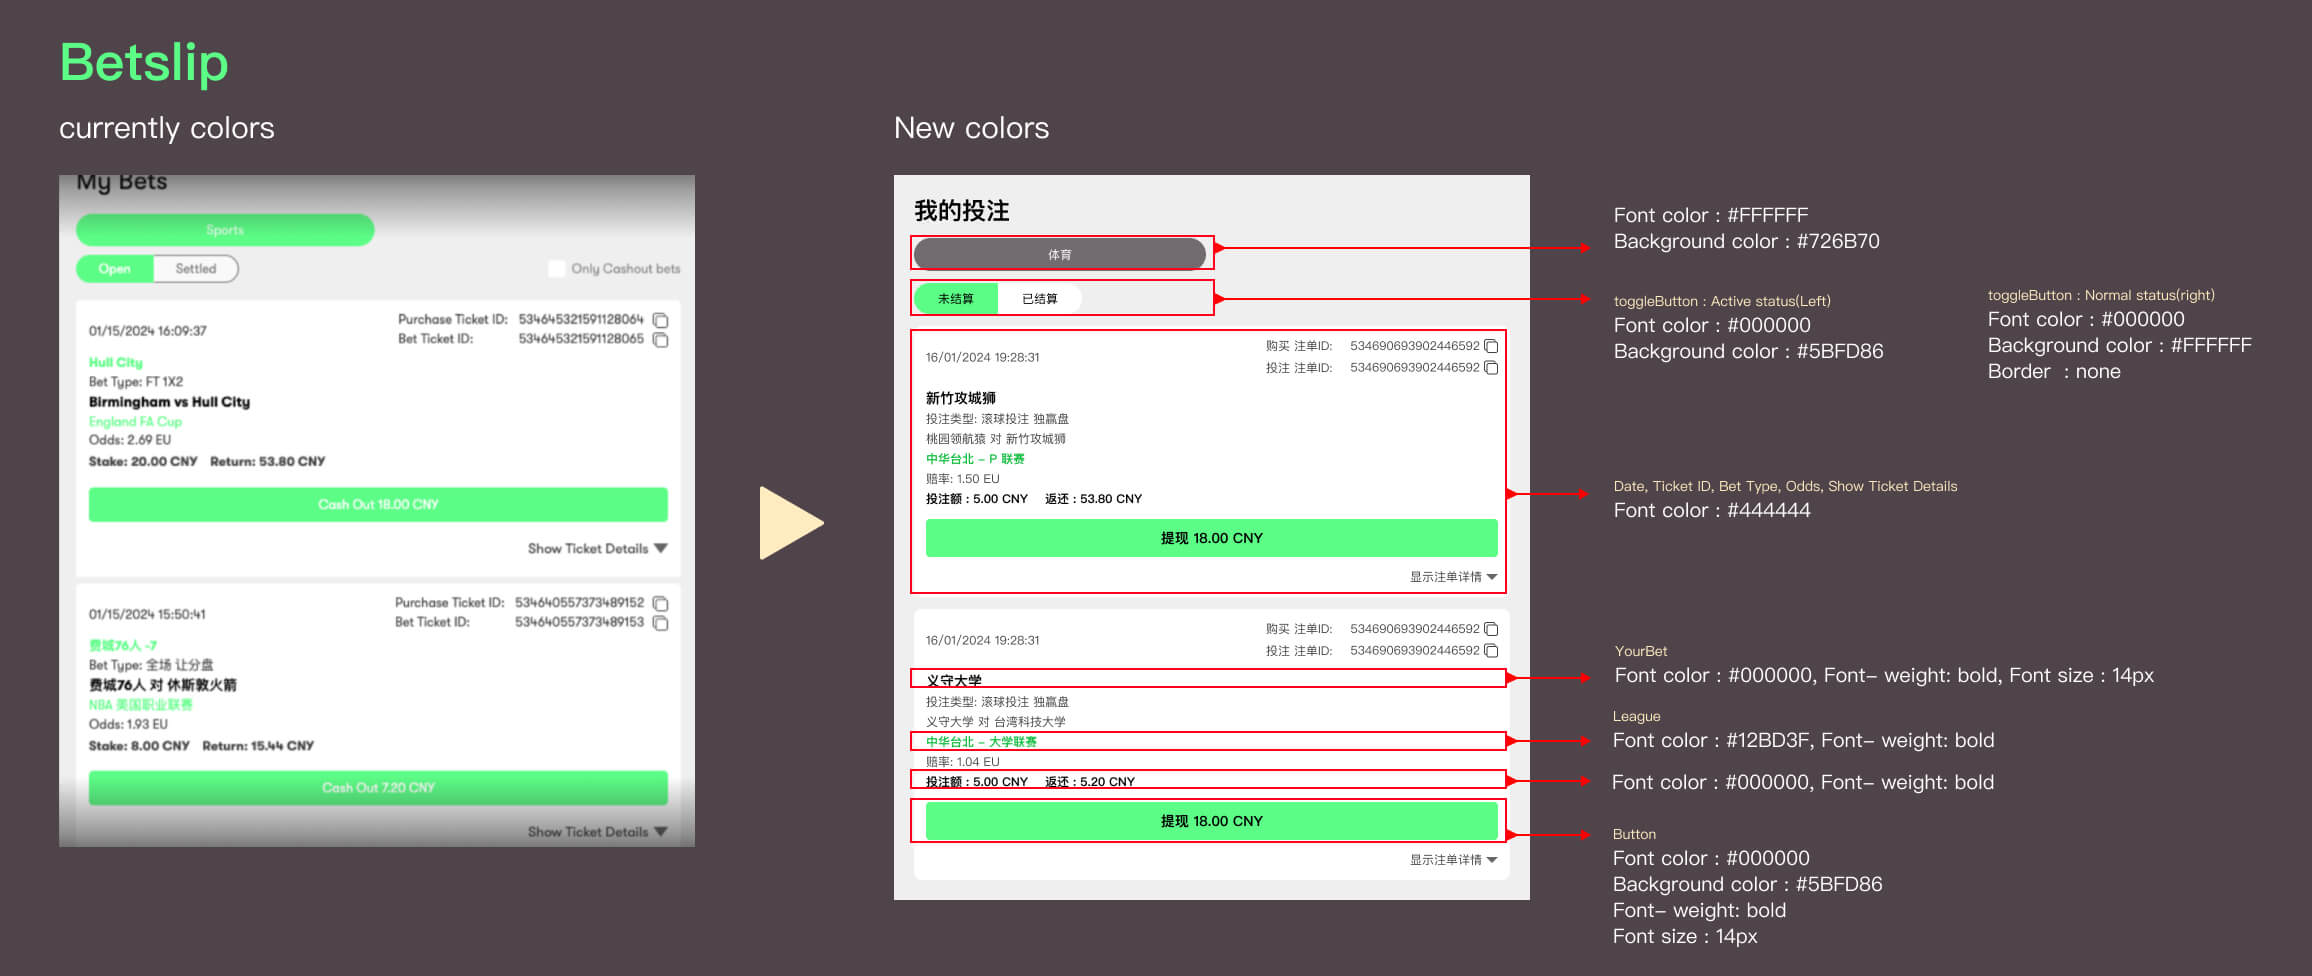 Betslip
currently colors
My Bets
Sports
Open Settled
Only Cashout bets
01/15/2024 16:09:37
Purchase Ticket ID: 534645321591128064
Bet Ticket ID: 534645321591128065
Hull City
Bet Type: FT 1X2
Birmingham vs Hull City
England FA Cup
Odds: 2.69 EU
Stake: 20.00 CNY Return: 53.80 CNY
Cash Out 18.00 CNY
Show Ticket Details
01/15/2024 15:50:41
Purchase Ticket ID: 534640557373489152
Bet Ticket ID: 534640557373489153
费城76人 -7
Bet Type: 全场 让分盘
费城76人 对 休斯敦火箭
NBA 美国职业联赛
Odds: 1.93 EU
Stake: 8.00 CNY Return: 15.44 CNY
Cash Out 7.20 CNY
Show Ticket Details
New colors
我的投注
体育
未结算 已结算
16/01/2024 19:28:31
购买 注单ID: 534690693902446592
投注 注单ID: 534690693902446592
新竹攻城狮
投注类型: 滚球投注 独赢盘
桃园领航猿 对 新竹攻城狮
中华台北 – P 联赛
赔率: 1.50 EU
投注额 : 5.00 CNY 返还 : 53.80 CNY
提现 18.00 CNY
显示注单详情
16/01/2024 19:28:31
购买 注单ID: 534690693902446592
投注 注单ID: 534690693902446592
义守大学
投注类型: 滚球投注 独赢盘
义守大学 对 台湾科技大学
中华台北 – 大学联赛
赔率: 1.04 EU
投注额 : 5.00 CNY 返还 : 5.20 CNY
提现 18.00 CNY
显示注单详情
Font color : #FFFFFF
Background color : #726B70
toggleButton : Active status(Left)
Font color : #000000
Background color : #5BFD86
toggleButton : Normal status(right)
Font color : #000000
Background color : #FFFFFF
Border : none
Date, Ticket ID, Bet Type, Odds, Show Ticket Details
Font color : #444444
YourBet
Font color : #000000, Font– weight: bold, Font size : 14px
League
Font color : #12BD3F, Font– weight: bold
Font color : #000000, Font– weight: bold
Button
Font color : #000000
Background color : #5BFD86
Font– weight: bold
Font size : 14px